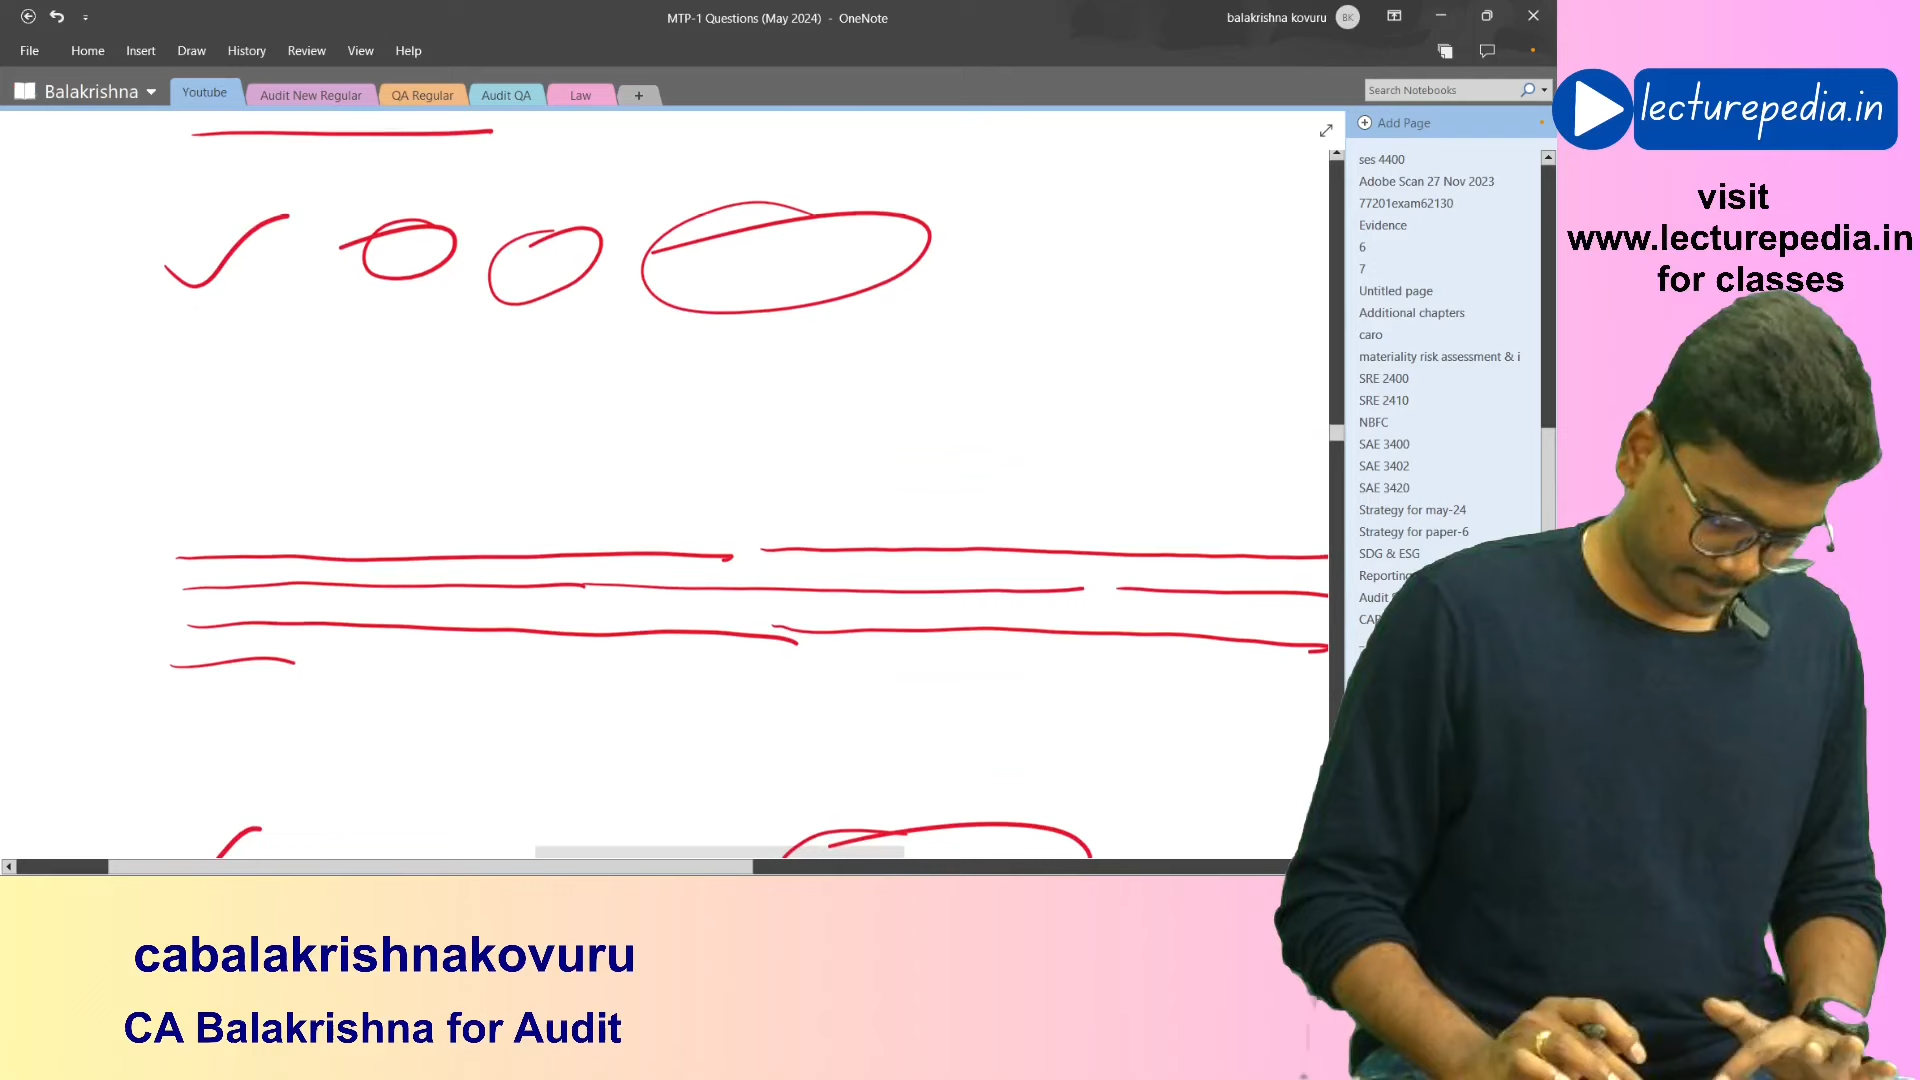 MTP-1 Questions (May 2024) - OneNote
balakrishna kovuru
BK
File Home Insert Draw History Review View Help
Balakrishna
Youtube
Audit New Regular
QA Regular
Audit QA
Law
Search Notebooks
Add Page
ses 4400
Adobe Scan 27 Nov 2023
77201exam62130
Evidence
6
7
Untitled page
Additional chapters
caro
materiality risk assessment & i
SRE 2400
SRE 2410
NBFC
SAE 3400
SAE 3402
SAE 3420
Strategy for may-24
Strategy for paper-6
SDG & ESG
Reporting
Audit
lecturepedia.in
visit
www.lecturepedia.in
for classes
cabalakrishnakovuru
CA Balakrishna for Audit